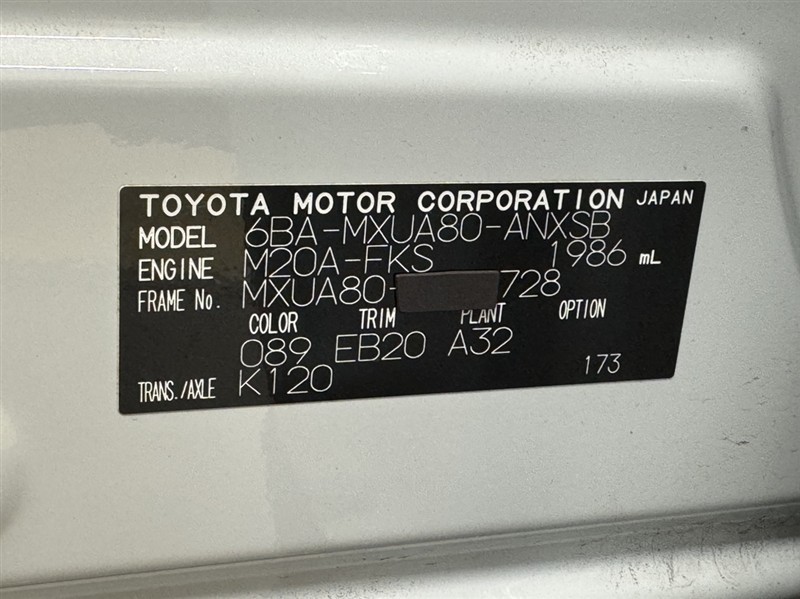 TOYOTA MOTOR CORPORATION JAPAN
MODEL 6BA-MXUA80-ANXSB
ENGINE M20A-FKS 1986 mL
FRAME No. MXUA80- 728
COLOR TRIM PLANT OPTION
089 EB20 A32
TRANS./AXLE K120 173